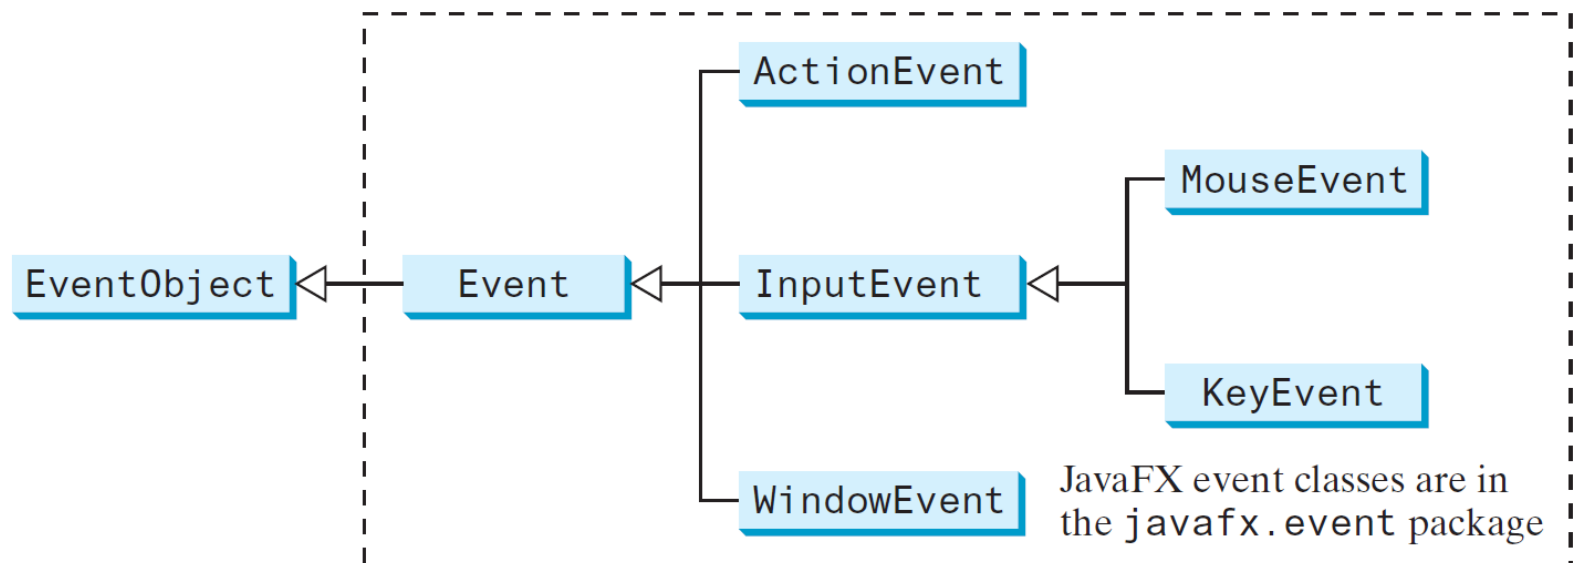 ActionEvent
MouseEvent
EventObject
Event
InputEvent
KeyEvent
WindowEvent
JavaFX event classes are in
the javafx.event package